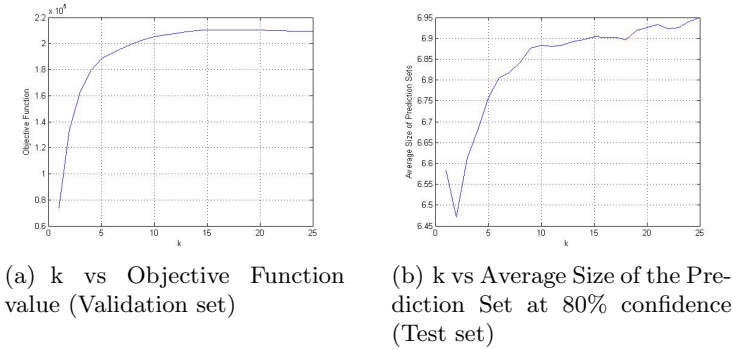 x 10⁵
2.2
2
1.8
1.6
1.4
1.2
1
0.8
0.6
0 5 10 15 20 25
k
Objective Function
6.95
6.9
6.85
6.8
6.75
6.7
6.65
6.6
6.55
6.5
6.45
0 5 10 15 20 25
k
Average Size of Prediction Sets
(a) k vs Objective Function
value (Validation set)
(b) k vs Average Size of the Pre-
diction Set at 80% confidence
(Test set)